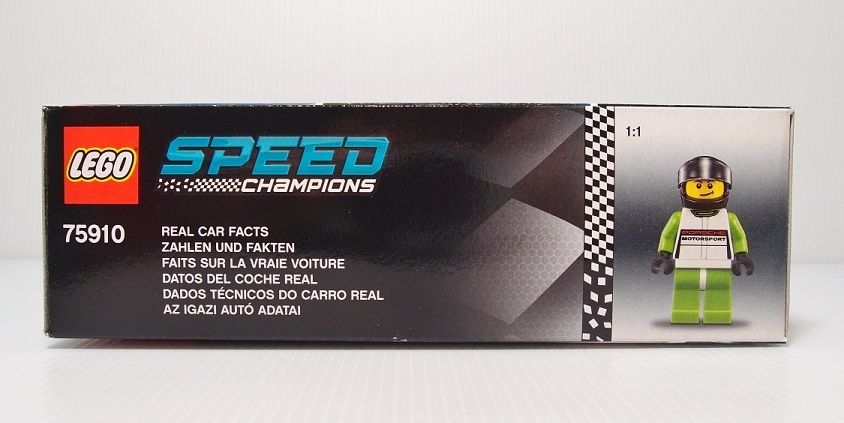 LEGO
SPEED
CHAMPIONS
75910
REAL CAR FACTS
ZAHLEN UND FAKTEN
FAITS SUR LA VRAIE VOITURE
DATOS DEL COCHE REAL
DADOS TÉCNICOS DO CARRO REAL
AZ IGAZI AUTÓ ADATAI
1:1
PORSCHE
MOTORSPORT